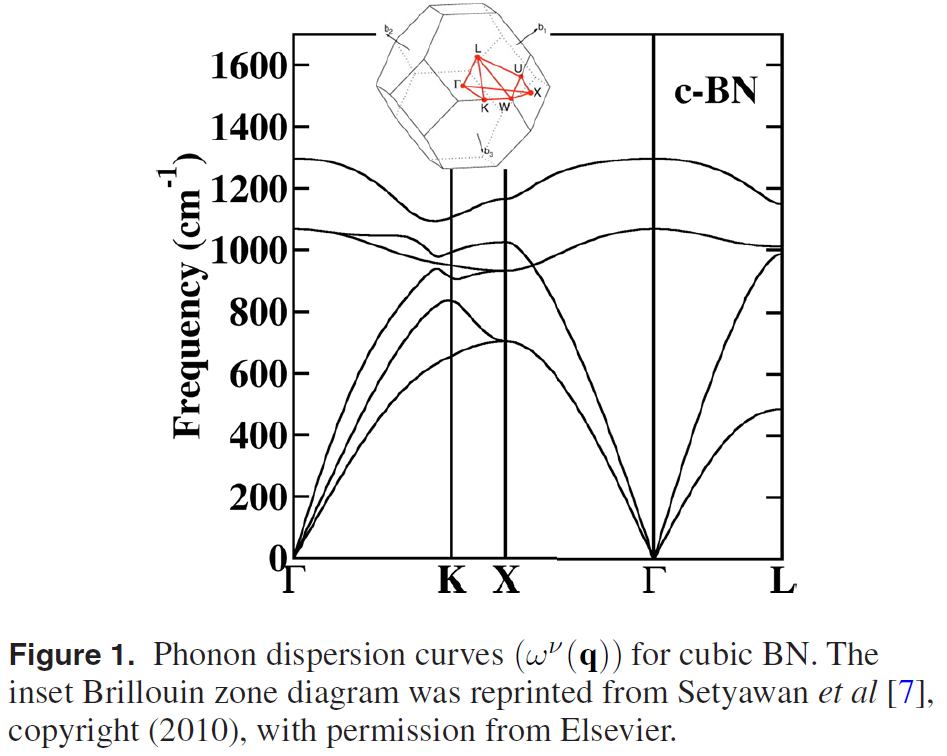 b₂
b₁
L
U
Γ
X
K
W
b₃
c-BN
1600
1400
1200
1000
800
600
400
200
0
Frequency (cm⁻¹)
Γ K X Γ L
Figure 1. Phonon dispersion curves (ωᵛ(q)) for cubic BN. The
inset Brillouin zone diagram was reprinted from Setyawan et al [7],
copyright (2010), with permission from Elsevier.